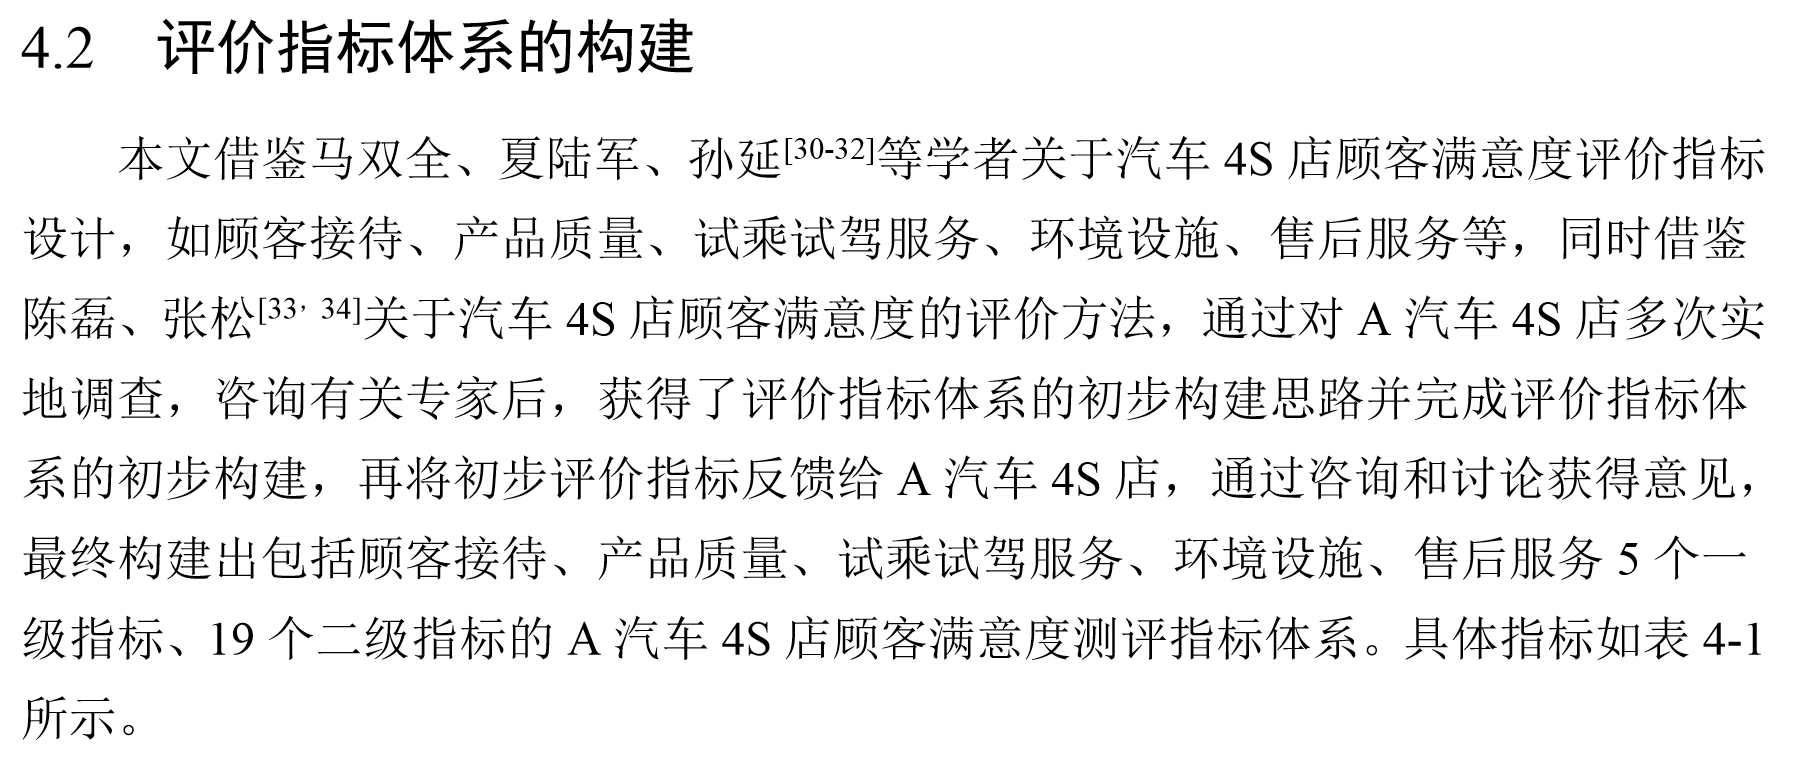 4.2 评价指标体系的构建
本文借鉴马双全、夏陆军、孙延[30-32]等学者关于汽车 4S 店顾客满意度评价指标
设计，如顾客接待、产品质量、试乘试驾服务、环境设施、售后服务等，同时借鉴
陈磊、张松[33，34]关于汽车 4S 店顾客满意度的评价方法，通过对 A 汽车 4S 店多次实
地调查，咨询有关专家后，获得了评价指标体系的初步构建思路并完成评价指标体
系的初步构建，再将初步评价指标反馈给 A 汽车 4S 店，通过咨询和讨论获得意见，
最终构建出包括顾客接待、产品质量、试乘试驾服务、环境设施、售后服务 5 个一
级指标、19 个二级指标的 A 汽车 4S 店顾客满意度测评指标体系。具体指标如表 4-1
所示。